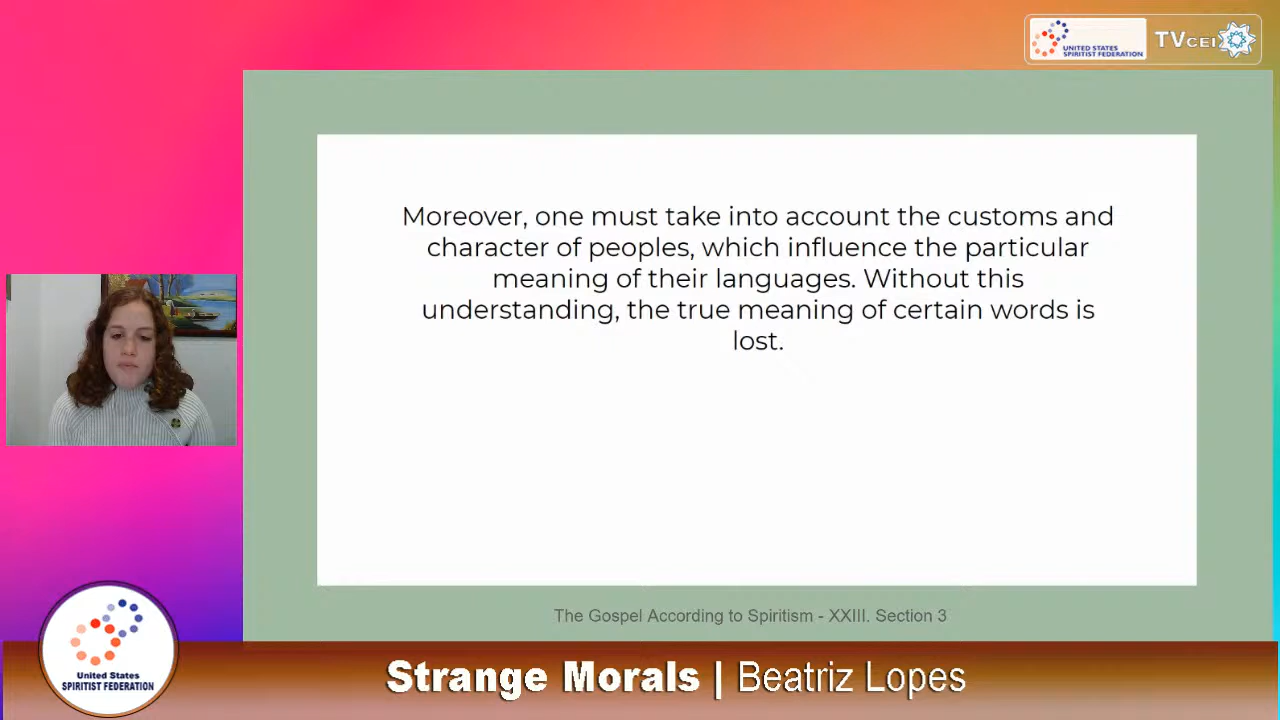 UNITED STATES
SPIRITIST FEDERATION
TVCEI
Moreover, one must take into account the customs and
character of peoples, which influence the particular
meaning of their languages. Without this
understanding, the true meaning of certain words is
lost.
The Gospel According to Spiritism - XXIII. Section 3
United States
SPIRITIST FEDERATION
Strange Morals | Beatriz Lopes